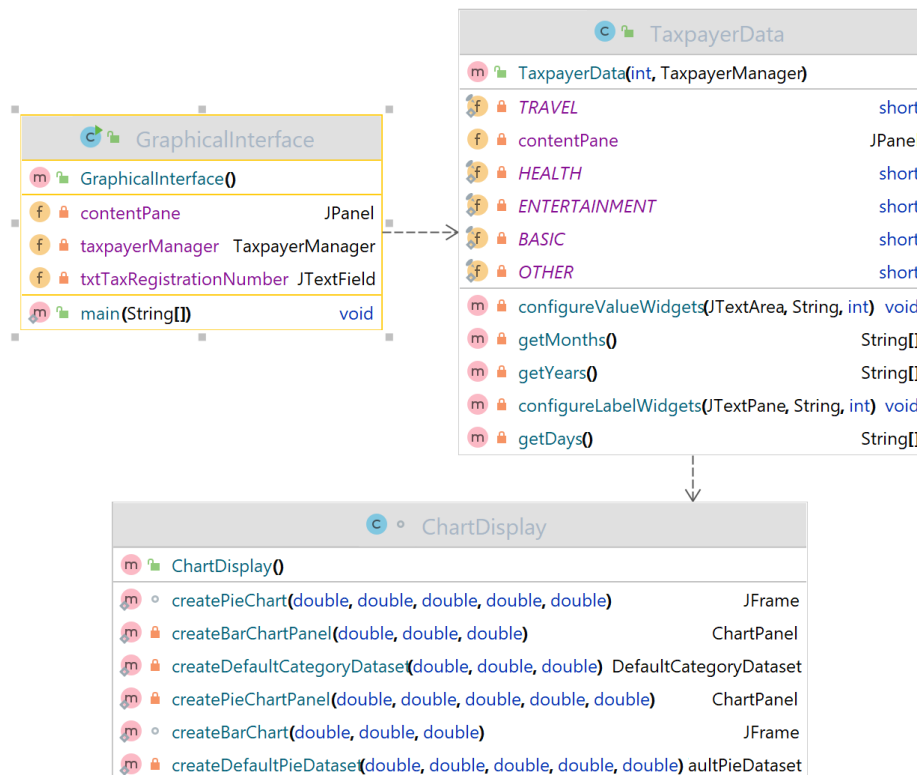 TaxpayerData
TaxpayerData(int, TaxpayerManager)
TRAVEL short
contentPane JPane
HEALTH short
ENTERTAINMENT short
BASIC short
OTHER short
configureValueWidgets(JTextArea, String, int) void
getMonths() String[]
getYears() String[]
configureLabelWidgets(JTextPane, String, int) void
getDays() String[]
GraphicalInterface
GraphicalInterface()
contentPane JPanel
taxpayerManager TaxpayerManager
txtTaxRegistrationNumber JTextField
main(String[]) void
ChartDisplay
ChartDisplay()
createPieChart(double, double, double, double, double) JFrame
createBarChartPanel(double, double, double) ChartPanel
createDefaultCategoryDataset(double, double, double) DefaultCategoryDataset
createPieChartPanel(double, double, double, double, double) ChartPanel
createBarChart(double, double, double) JFrame
createDefaultPieDataset(double, double, double, double, double) aultPieDataset